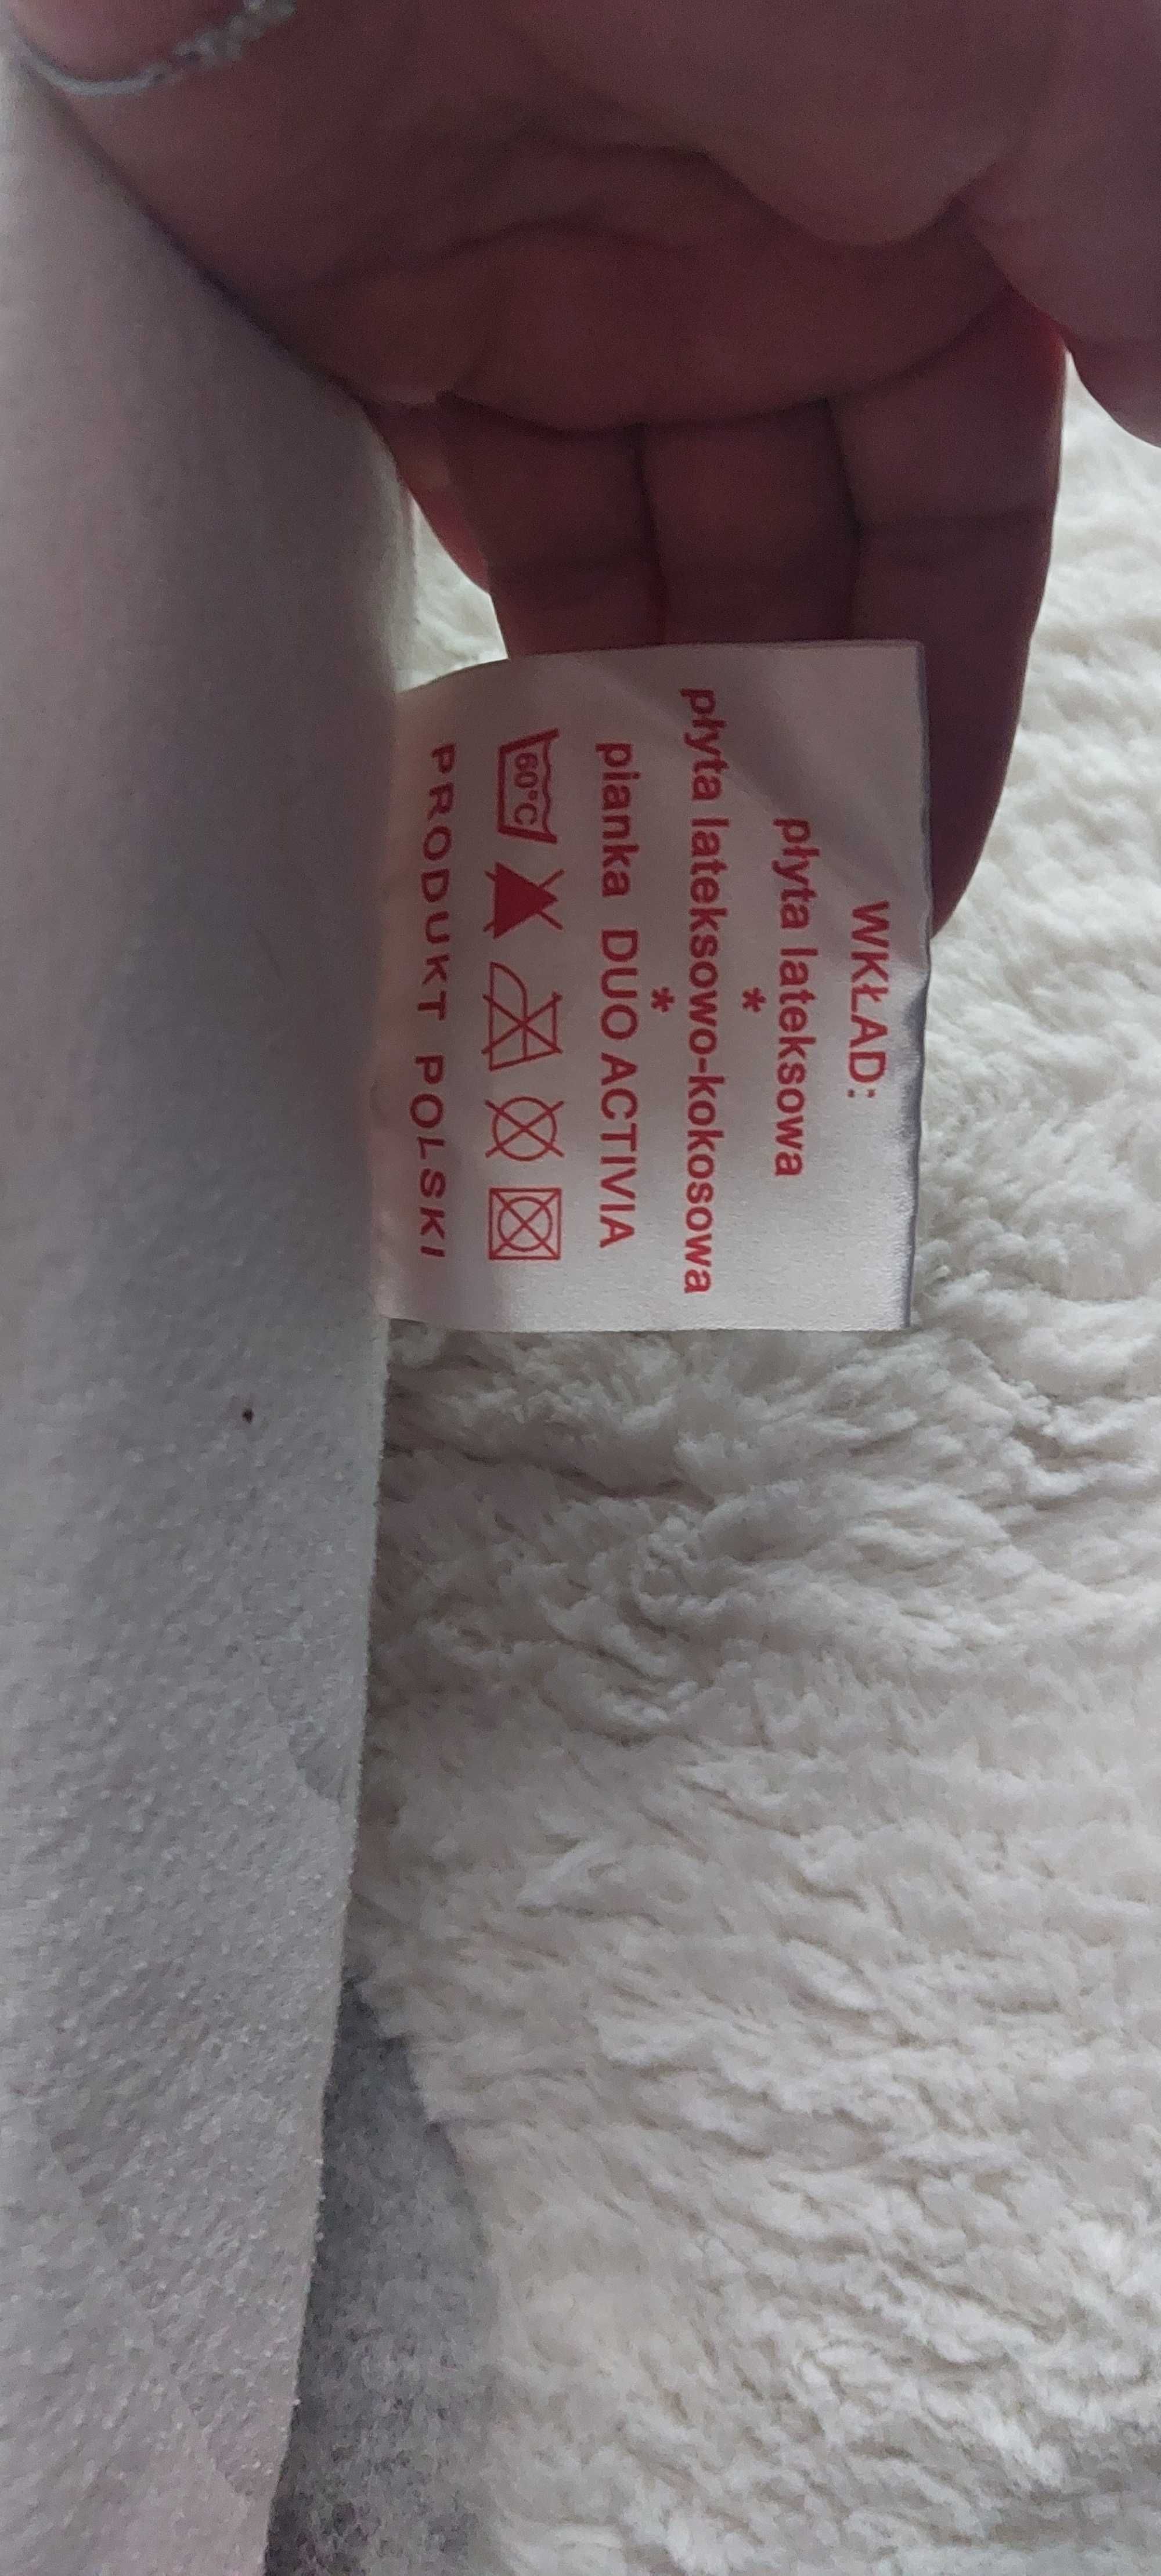 WKŁAD:
płyta lateksowa
*
płyta lateksowo-kokosowa
*
pianka DUO ACTIVIA
60°C
PRODUKT POLSKI